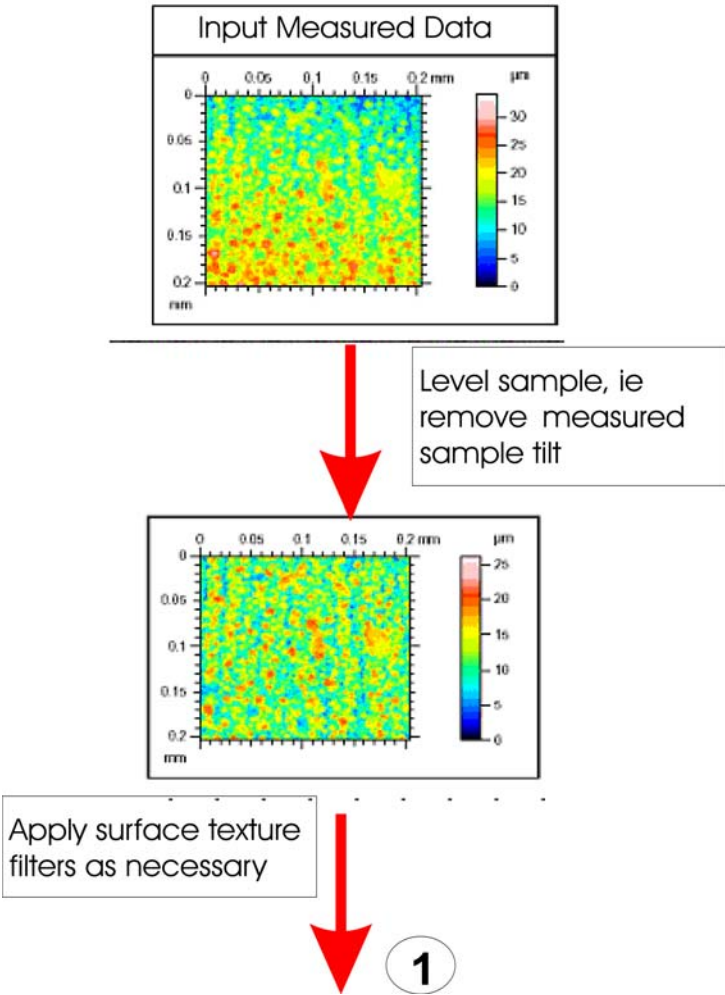 Input Measured Data
0 0.05 0.1 0.15 0.2 mm
µm
0
0.05
0.1
0.15
0.2
mm
30
25
20
15
10
5
0
Level sample, ie
remove measured
sample tilt
0 0.05 0.1 0.15 0.2 mm
µm
0
0.05
0.1
0.15
0.2
mm
25
20
15
10
5
0
Apply surface texture
filters as necessary
1